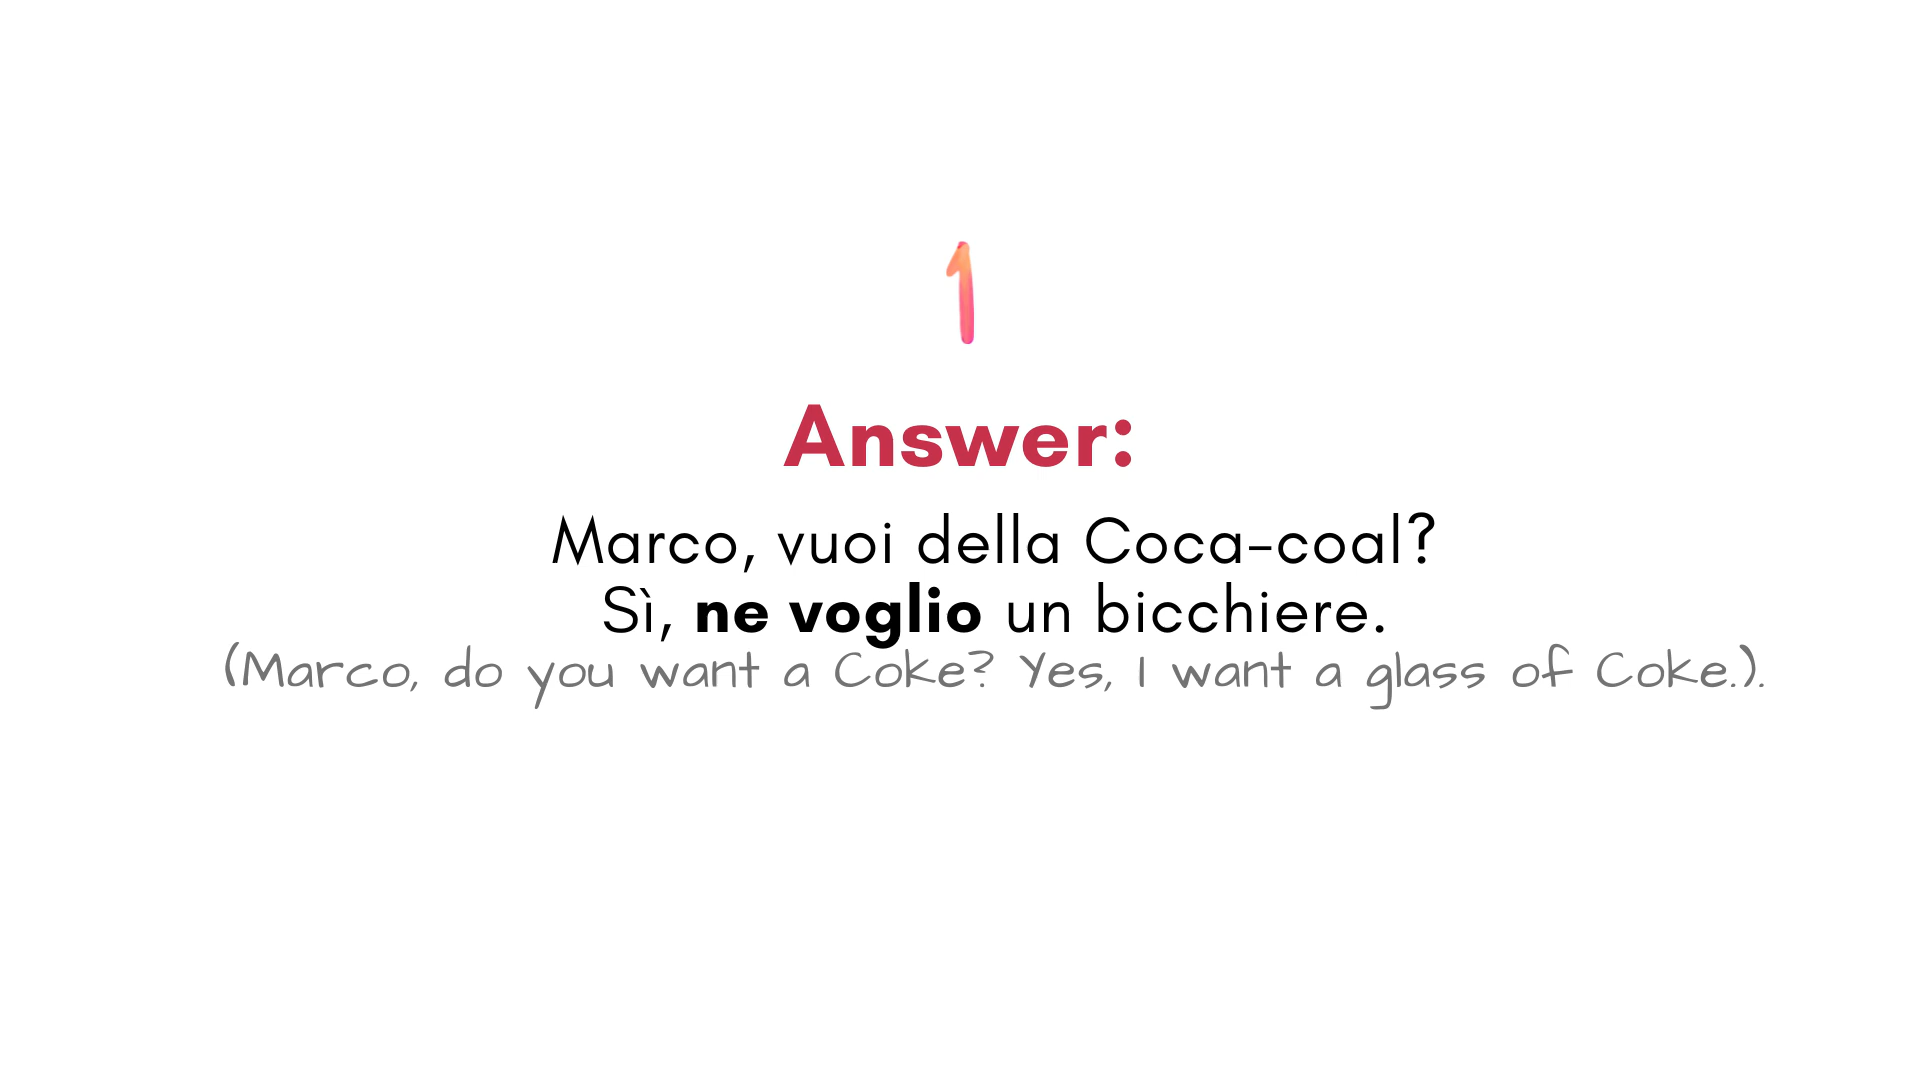 1
Answer:
Marco, vuoi della Coca-coal?
Sì, ne voglio un bicchiere.
(Marco, do you want a Coke? Yes, I want a glass of Coke.).